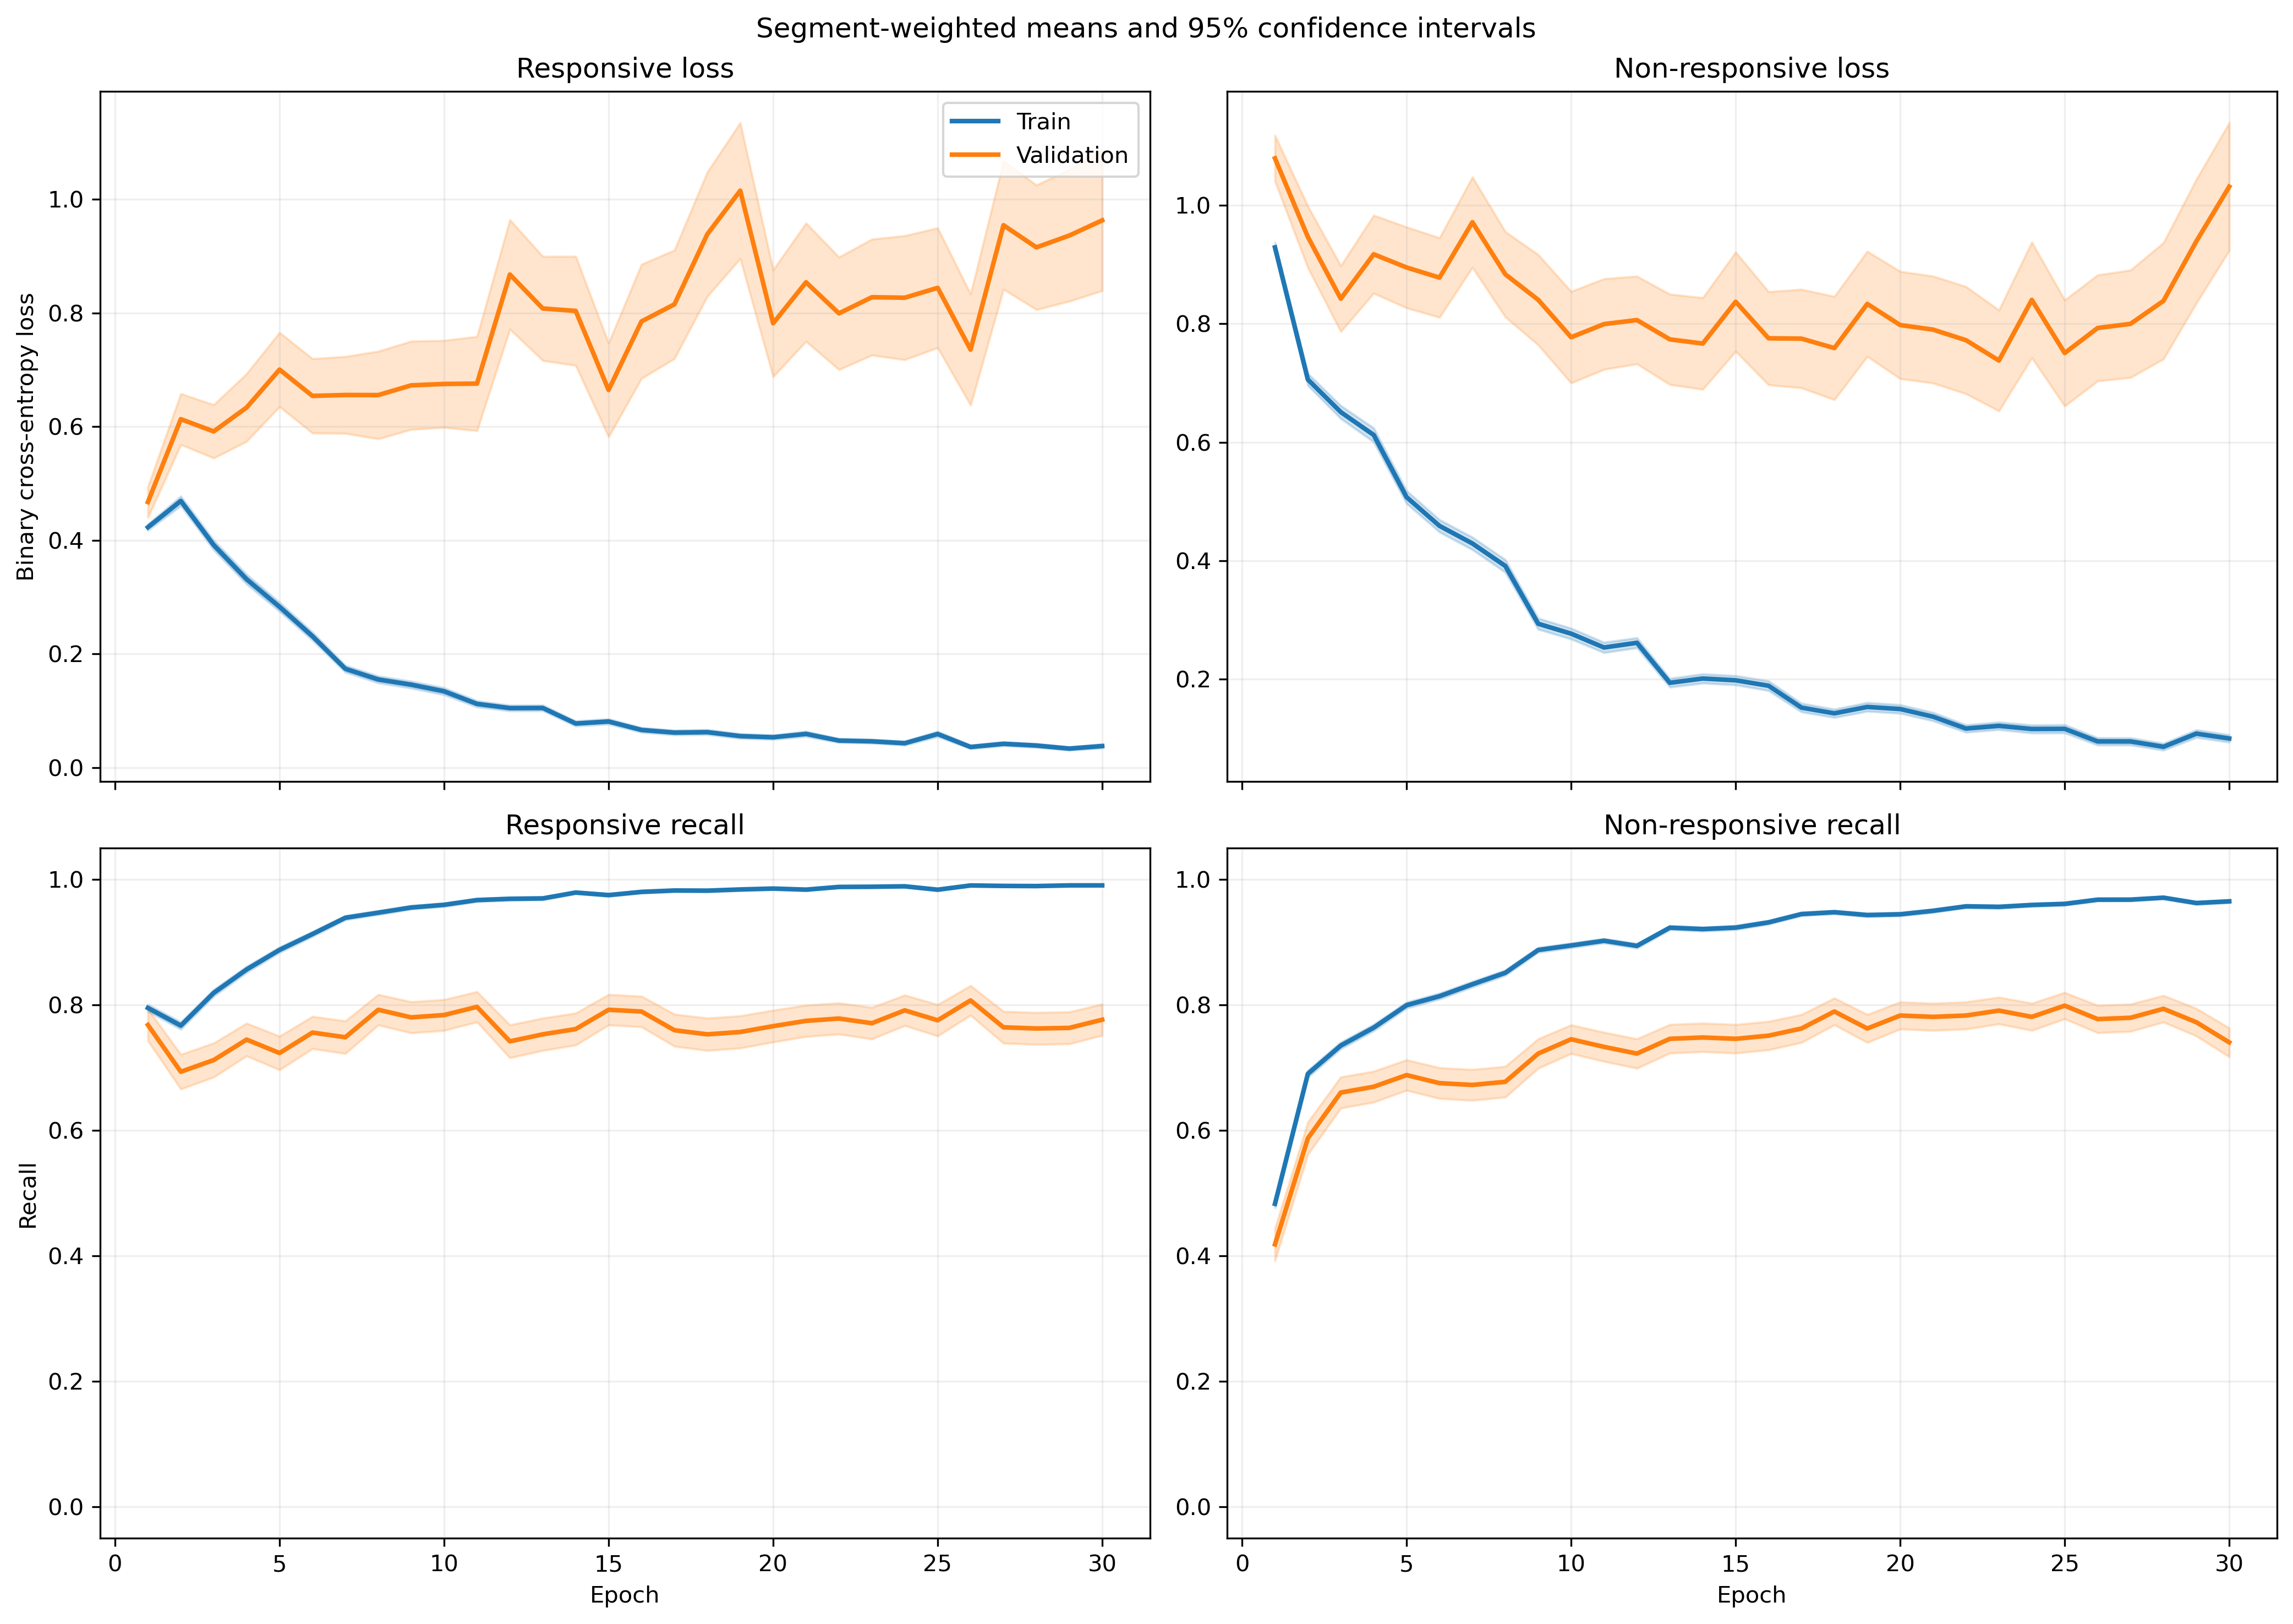 Segment-weighted means and 95% confidence intervals
Responsive loss
Non-responsive loss
Train
Validation
Binary cross-entropy loss
1.0
0.8
0.6
0.4
0.2
0.0
1.0
0.8
0.6
0.4
0.2
Responsive recall
Non-responsive recall
Recall
1.0
0.8
0.6
0.4
0.2
0.0
1.0
0.8
0.6
0.4
0.2
0.0
0 5 10 15 20 25 30
0 5 10 15 20 25 30
Epoch
Epoch